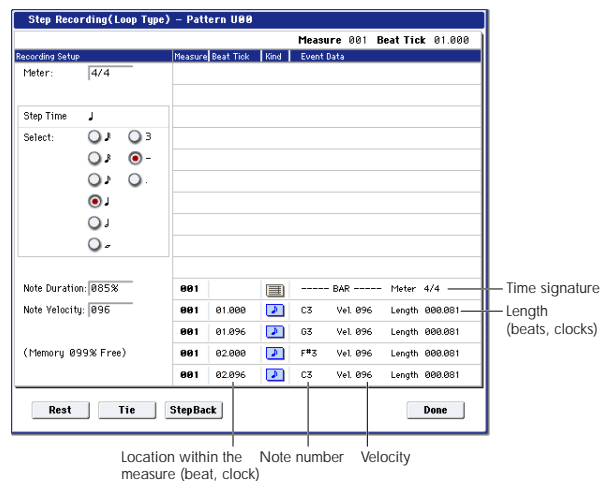 Step Recording(Loop Type) – Pattern U00
Measure 001 Beat Tick 01.000
Recording Setup
Measure Beat Tick Kind Event Data
Meter: 4/4
Step Time
Select:
3
–
.
Note Duration: 085%
Note Velocity: 096
(Memory 099% Free)
001 ----- BAR ----- Meter 4/4
001 01.000 C3 Vel. 096 Length 000.081
001 01.096 G3 Vel. 096 Length 000.081
001 02.000 F#3 Vel. 096 Length 000.081
001 02.096 C3 Vel. 096 Length 000.081
Time signature
Length
(beats, clocks)
Rest Tie StepBack Done
Location within the
measure (beat, clock)
Note number
Velocity